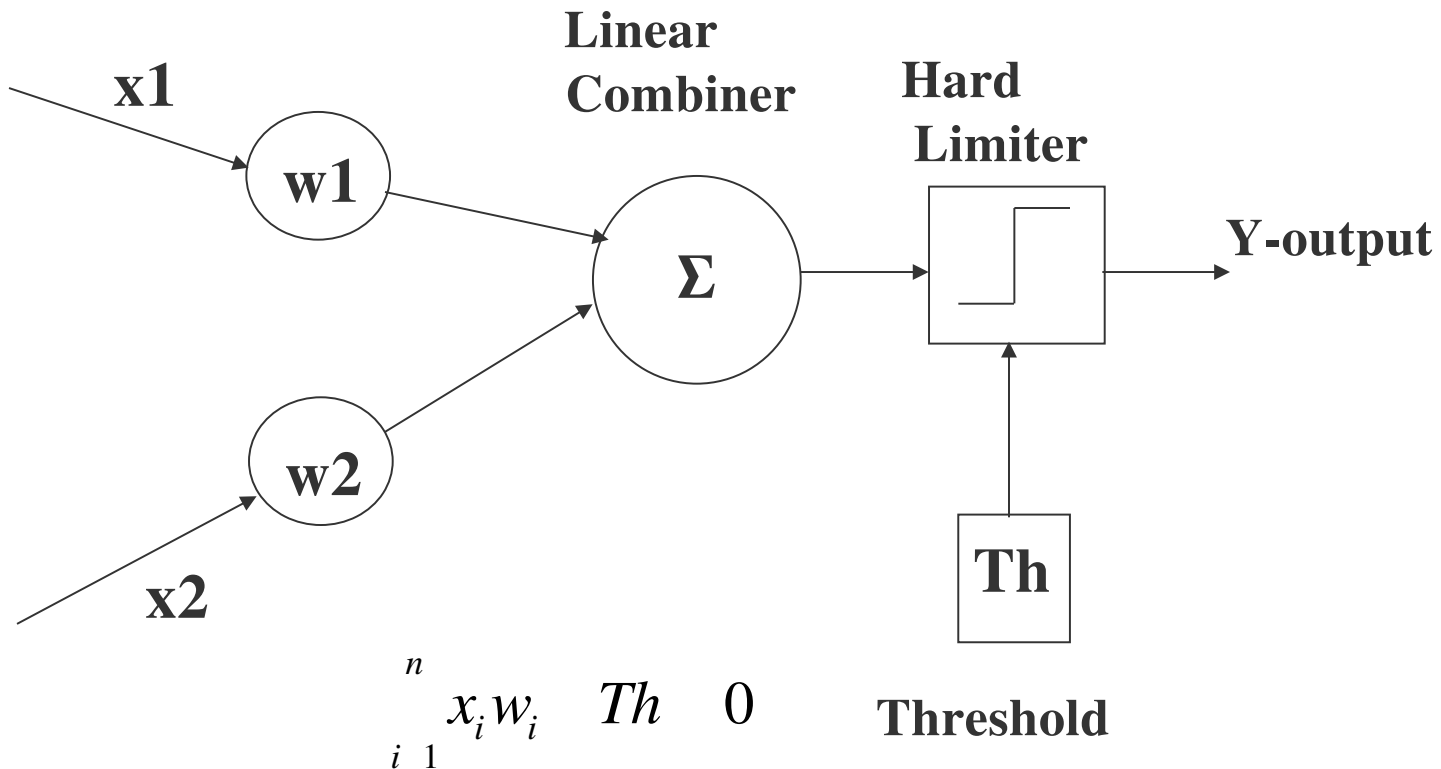 Linear
Combiner
Hard
Limiter
x1
w1
Σ
Y-output
w2
x2
Th
Threshold
n
x_i w_i Th 0
i 1